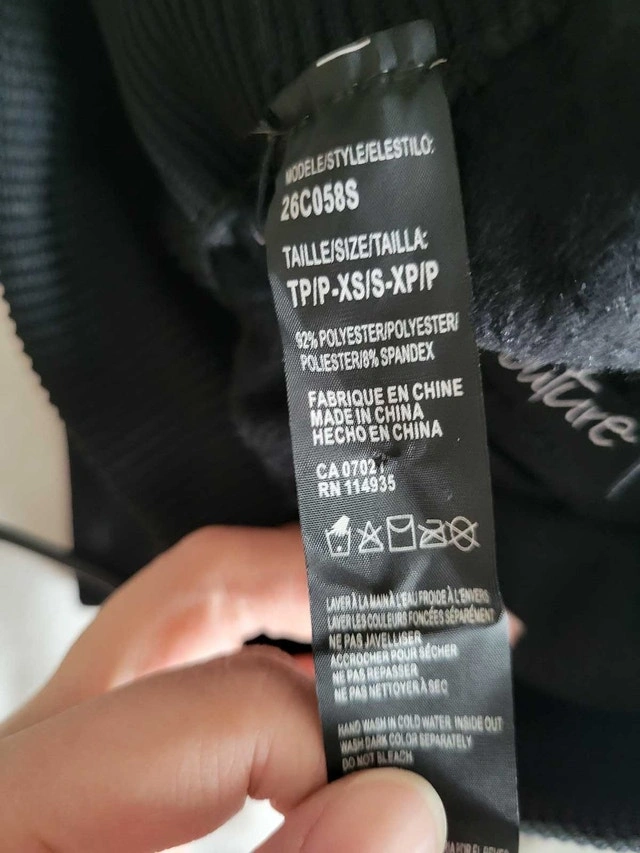 MODELE/STYLE/ELESTILO:
26C058S
TAILLE/SIZE/TAILLA:
TP/P-XS/S-XP/P
92% POLYESTER/POLYESTER/
POLIESTER/8% SPANDEX
FABRIQUE EN CHINE
MADE IN CHINA
HECHO EN CHINA
CA 07027
RN 114935
LAVER À LA MAIN À L'EAU FROIDE À L'ENVERS
LAVER LES COULEURS FONCÉES SÉPARÉMENT
NE PAS JAVELLISER
ACCROCHER POUR SÉCHER
NE PAS REPASSER
NE PAS NETTOYER À SEC
HAND WASH IN COLD WATER INSIDE OUT
WASH DARK COLOR SEPARATELY
DO NOT BLEACH